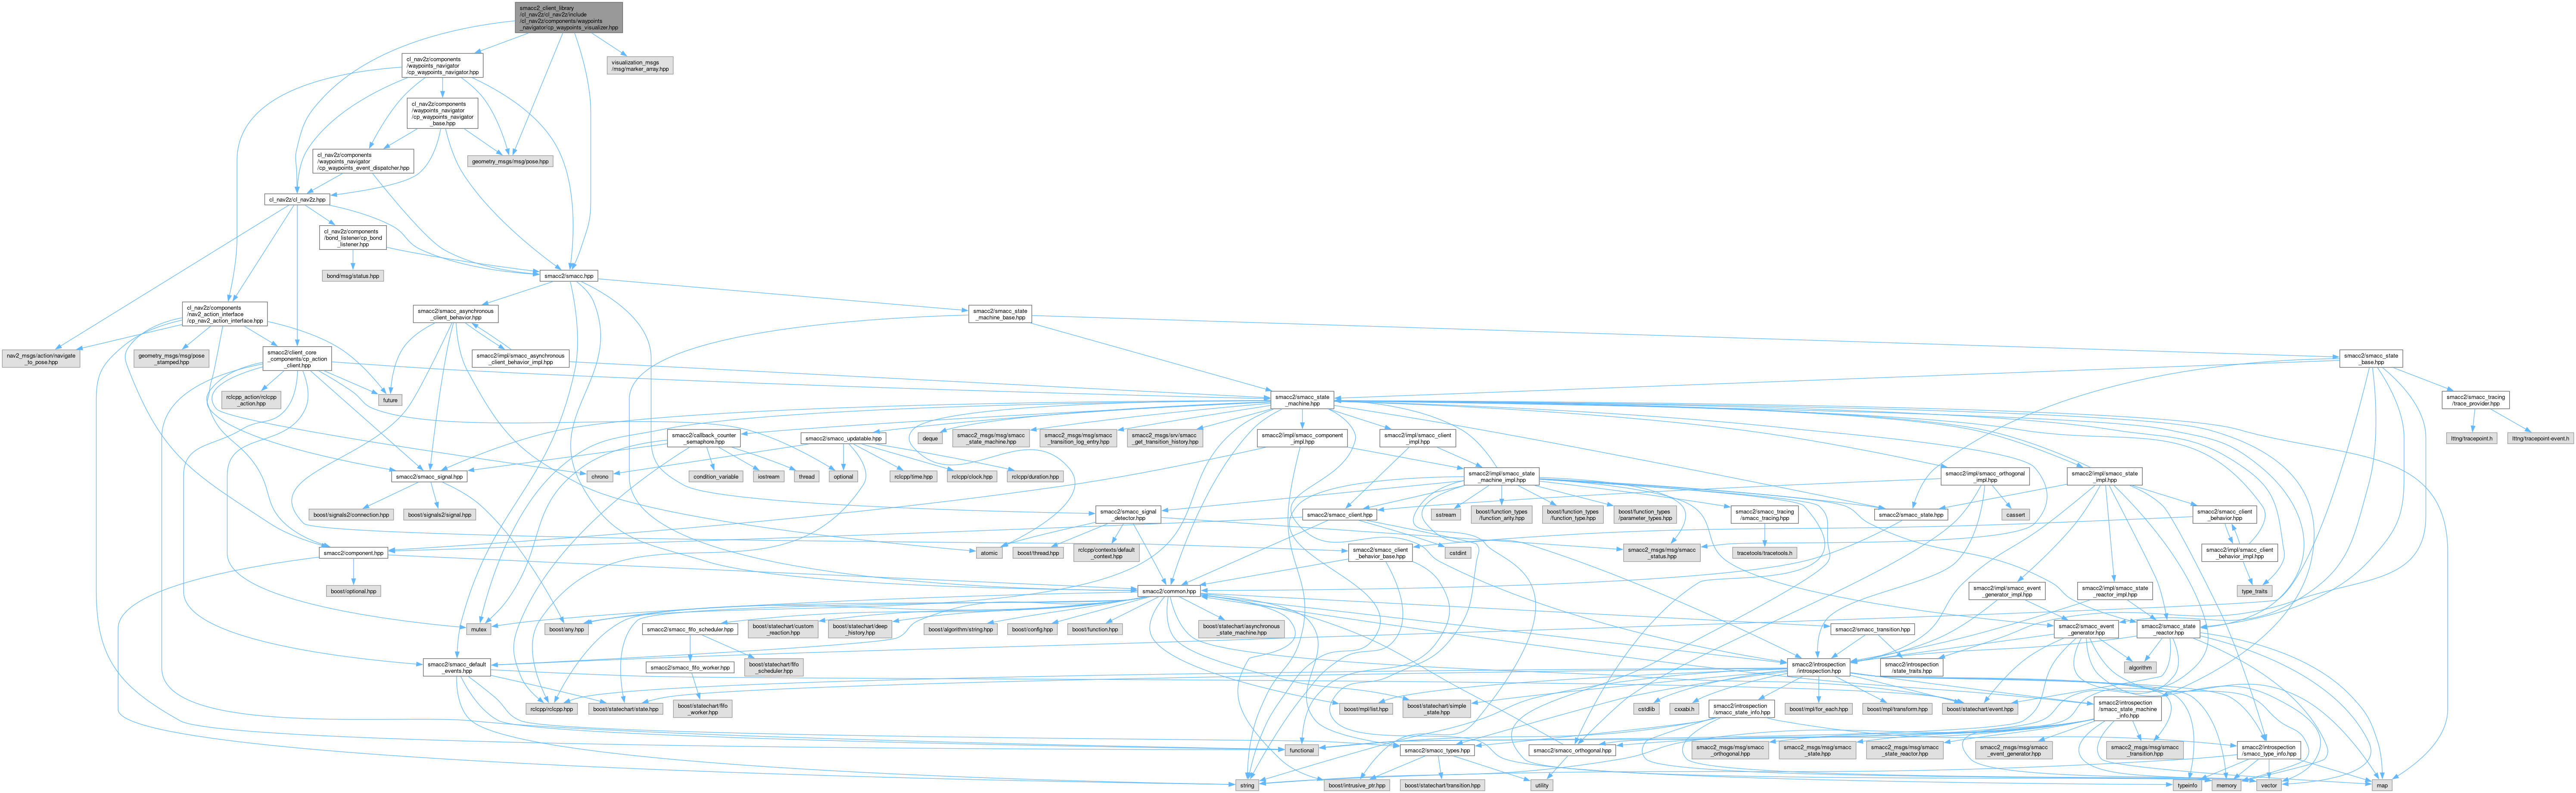 smacc2_client_library
/cl_nav2z/cl_nav2z/include
/cl_nav2z/components/waypoints
_navigator/cp_waypoints_visualizer.hpp
cl_nav2z/components
/waypoints_navigator
/cp_waypoints_navigator.hpp
visualization_msgs
/msg/marker_array.hpp
cl_nav2z/components
/waypoints_navigator
/cp_waypoints_navigator
_base.hpp
cl_nav2z/components
/waypoints_navigator
/cp_waypoints_event_dispatcher.hpp
geometry_msgs/msg/pose.hpp
cl_nav2z/cl_nav2z.hpp
cl_nav2z/components
/bond_listener/cp_bond
_listener.hpp
bond/msg/status.hpp
smacc2/smacc.hpp
cl_nav2z/components
/nav2_action_interface
/cp_nav2_action_interface.hpp
smacc2/smacc_asynchronous
_client_behavior.hpp
smacc2/smacc_state
_machine_base.hpp
nav2_msgs/action/navigate
_to_pose.hpp
geometry_msgs/msg/pose
_stamped.hpp
smacc2/client_core
_components/cp_action
_client.hpp
smacc2/impl/smacc_asynchronous
_client_behavior_impl.hpp
smacc2/smacc_state
_base.hpp
rclcpp_action/rclcpp
_action.hpp
future
smacc2/smacc_state
_machine.hpp
smacc2/smacc_tracing
/trace_provider.hpp
smacc2/callback_counter
_semaphore.hpp
smacc2/smacc_updatable.hpp
deque
smacc2_msgs/msg/smacc
_state_machine.hpp
smacc2_msgs/msg/smacc
_transition_log_entry.hpp
smacc2_msgs/srv/smacc
_get_transition_history.hpp
smacc2/impl/smacc_component
_impl.hpp
smacc2/impl/smacc_client
_impl.hpp
lttng/tracepoint.h
lttng/tracepoint-event.h
smacc2/smacc_signal.hpp
chrono
condition_variable
iostream
thread
optional
rclcpp/time.hpp
rclcpp/clock.hpp
rclcpp/duration.hpp
smacc2/impl/smacc_state
_machine_impl.hpp
smacc2/impl/smacc_orthogonal
_impl.hpp
smacc2/impl/smacc_state
_impl.hpp
boost/signals2/connection.hpp
boost/signals2/signal.hpp
smacc2/smacc_signal
_detector.hpp
smacc2/smacc_client.hpp
sstream
boost/function_types
/function_arity.hpp
boost/function_types
/function_type.hpp
boost/function_types
/parameter_types.hpp
smacc2/smacc_tracing
/smacc_tracing.hpp
smacc2/smacc_state.hpp
cassert
smacc2/smacc_client
_behavior.hpp
smacc2/component.hpp
atomic
boost/thread.hpp
rclcpp/contexts/default
_context.hpp
smacc2/smacc_client
_behavior_base.hpp
cstdint
smacc2_msgs/msg/smacc
_status.hpp
tracetools/tracetools.h
smacc2/impl/smacc_client
_behavior_impl.hpp
boost/optional.hpp
smacc2/common.hpp
smacc2/impl/smacc_event
_generator_impl.hpp
smacc2/impl/smacc_state
_reactor_impl.hpp
type_traits
mutex
boost/any.hpp
smacc2/smacc_fifo_scheduler.hpp
boost/statechart/custom
_reaction.hpp
boost/statechart/deep
_history.hpp
boost/algorithm/string.hpp
boost/config.hpp
boost/function.hpp
boost/statechart/asynchronous
_state_machine.hpp
smacc2/smacc_transition.hpp
smacc2/smacc_event
_generator.hpp
smacc2/smacc_state
_reactor.hpp
smacc2/smacc_default
_events.hpp
smacc2/smacc_fifo_worker.hpp
boost/statechart/fifo
_scheduler.hpp
smacc2/introspection
/introspection.hpp
smacc2/introspection
/state_traits.hpp
algorithm
rclcpp/rclcpp.hpp
boost/statechart/state.hpp
boost/statechart/fifo
_worker.hpp
boost/mpl/list.hpp
boost/statechart/simple
_state.hpp
cstdlib
cxxabi.h
smacc2/introspection
/smacc_state_info.hpp
boost/mpl/for_each.hpp
boost/mpl/transform.hpp
boost/statechart/event.hpp
smacc2/introspection
/smacc_state_machine
_info.hpp
functional
smacc2/smacc_types.hpp
smacc2/smacc_orthogonal.hpp
smacc2_msgs/msg/smacc
_orthogonal.hpp
smacc2_msgs/msg/smacc
_state.hpp
smacc2_msgs/msg/smacc
_state_reactor.hpp
smacc2_msgs/msg/smacc
_event_generator.hpp
smacc2_msgs/msg/smacc
_transition.hpp
smacc2/introspection
/smacc_type_info.hpp
string
boost/intrusive_ptr.hpp
boost/statechart/transition.hpp
utility
typeinfo
memory
vector
map